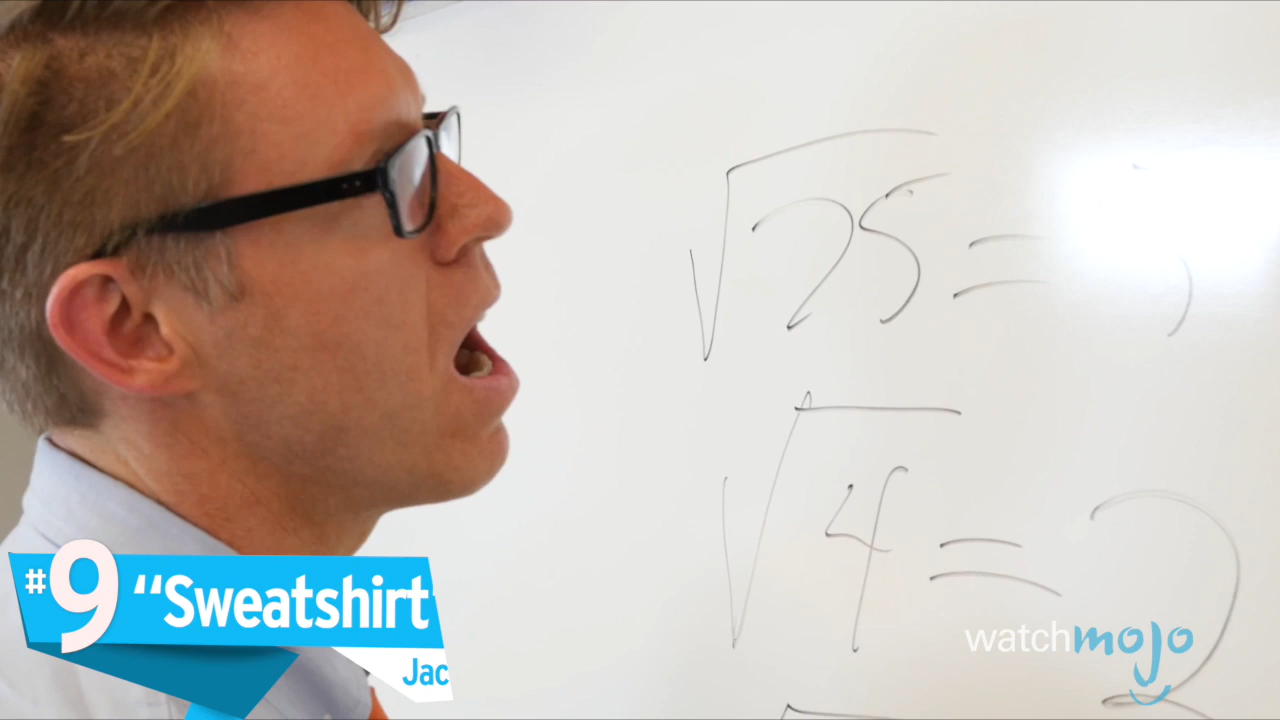 √25 =
√4 = 2
#9 "Sweatshirt"
Jac
watchmojo